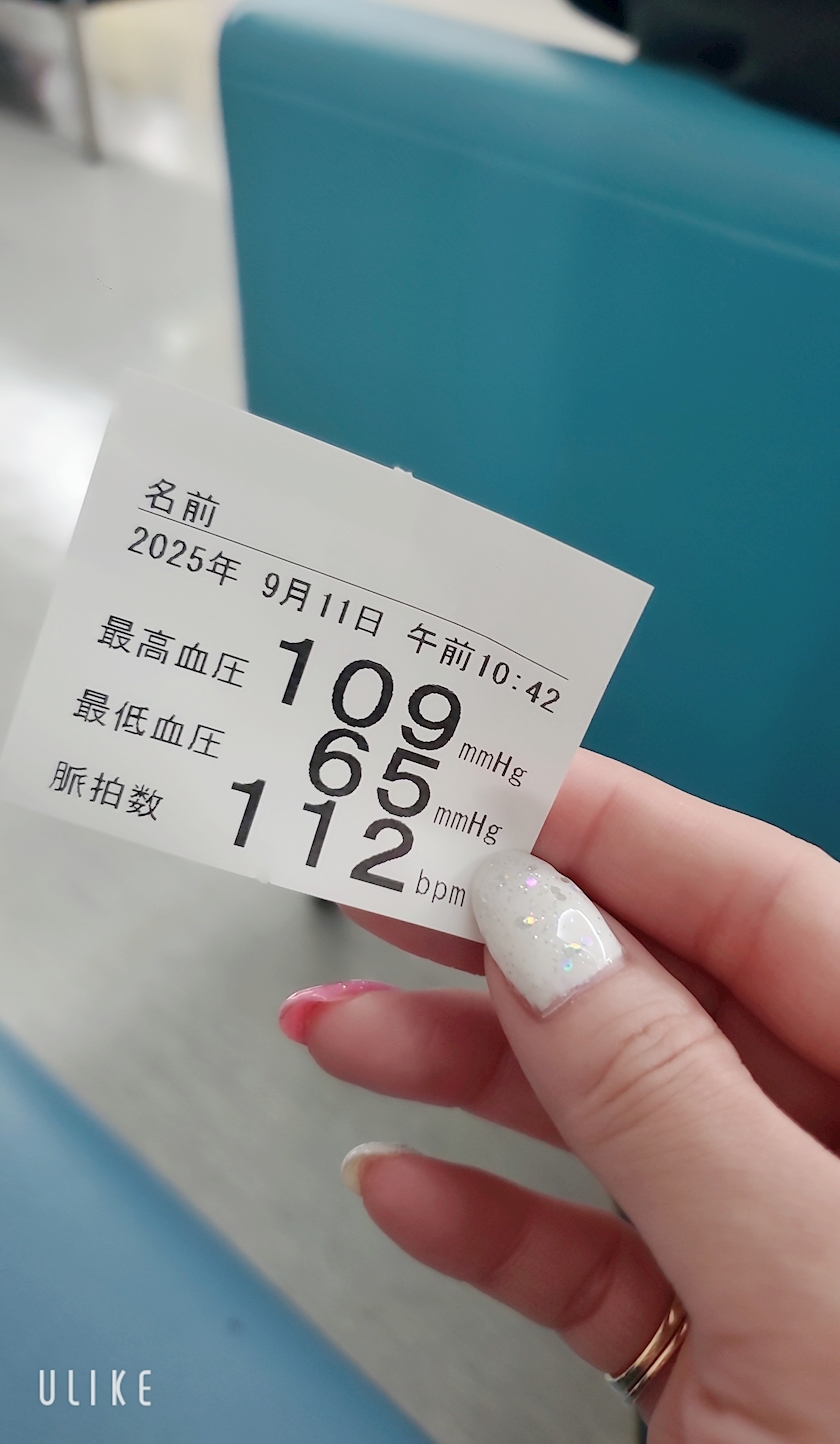 名前
2025年 9月11日 午前10:42
最高血圧 109 mmHg
最低血圧 65 mmHg
脈拍数 112 bpm
ULIKE